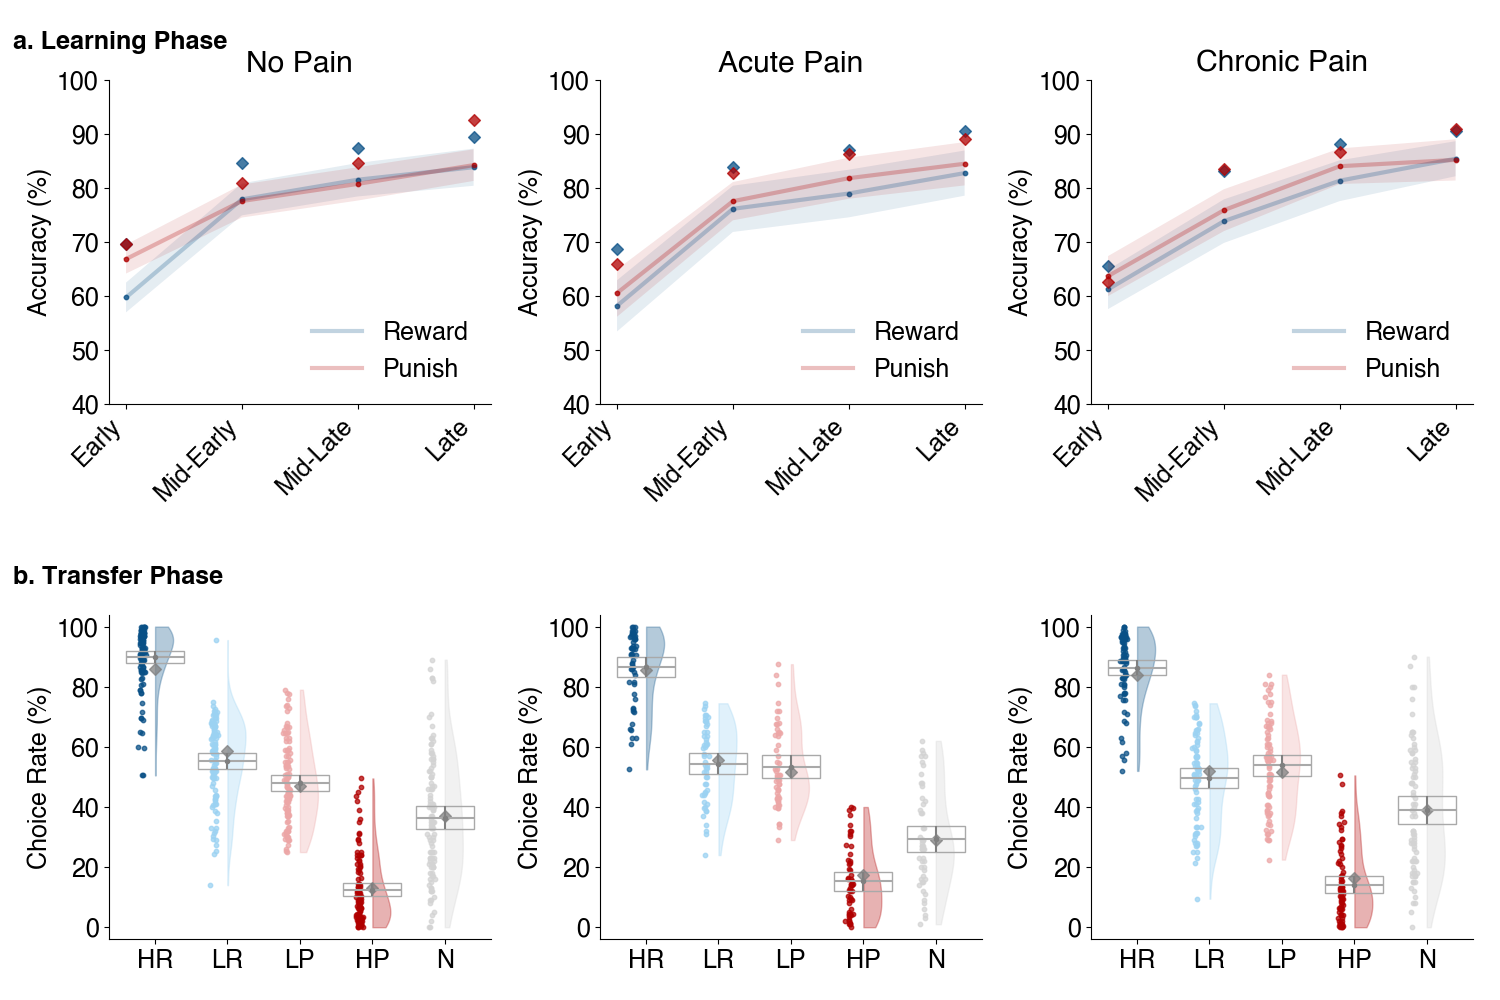 a. Learning Phase
No Pain
Acute Pain
Chronic Pain
Accuracy (%)
100
90
80
70
60
50
40
Reward
Punish
Early
Mid-Early
Mid-Late
Late
Accuracy (%)
100
90
80
70
60
50
40
Reward
Punish
Early
Mid-Early
Mid-Late
Late
Accuracy (%)
100
90
80
70
60
50
40
Reward
Punish
Early
Mid-Early
Mid-Late
Late
b. Transfer Phase
Choice Rate (%)
100
80
60
40
20
0
HR LR LP HP N
Choice Rate (%)
100
80
60
40
20
0
HR LR LP HP N
Choice Rate (%)
100
80
60
40
20
0
HR LR LP HP N